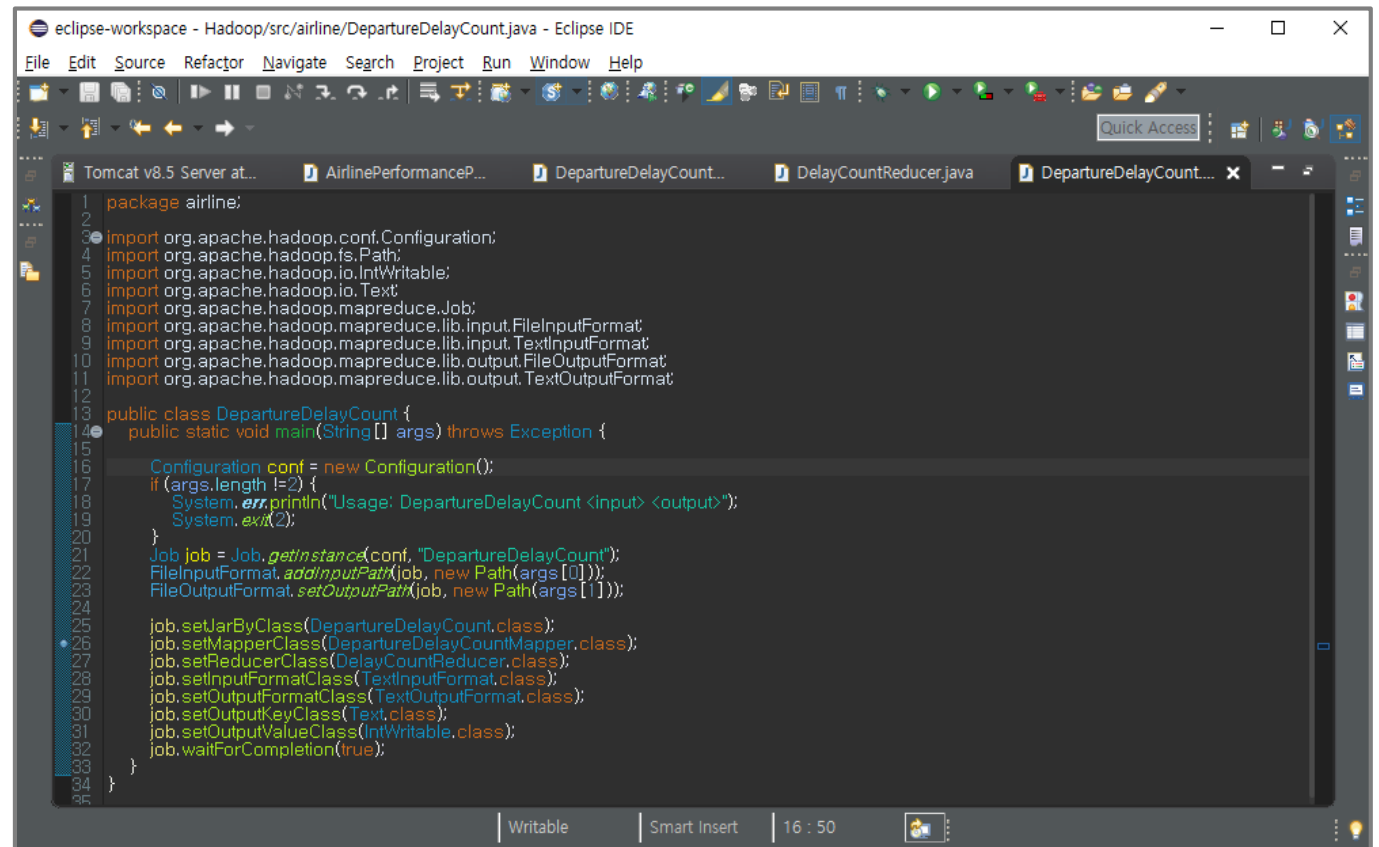 eclipse-workspace - Hadoop/src/airline/DepartureDelayCount.java - Eclipse IDE
File Edit Source Refactor Navigate Search Project Run Window Help
Quick Access
Tomcat v8.5 Server at... AirlinePerformanceP... DepartureDelayCount... DelayCountReducer.java DepartureDelayCount....
1 package airline;
2
3 import org.apache.hadoop.conf.Configuration;
4 import org.apache.hadoop.fs.Path;
5 import org.apache.hadoop.io.IntWritable;
6 import org.apache.hadoop.io.Text;
7 import org.apache.hadoop.mapreduce.Job;
8 import org.apache.hadoop.mapreduce.lib.input.FileInputFormat;
9 import org.apache.hadoop.mapreduce.lib.input.TextInputFormat;
10 import org.apache.hadoop.mapreduce.lib.output.FileOutputFormat;
11 import org.apache.hadoop.mapreduce.lib.output.TextOutputFormat;
12
13 public class DepartureDelayCount {
14 public static void main(String[] args) throws Exception {
15
16 Configuration conf = new Configuration();
17 if (args.length !=2) {
18 System.err.println("Usage: DepartureDelayCount <input> <output>");
19 System.exit(2);
20 }
21 Job job = Job.getInstance(conf, "DepartureDelayCount");
22 FileInputFormat.addInputPath(job, new Path(args[0]));
23 FileOutputFormat.setOutputPath(job, new Path(args[1]));
24
25 job.setJarByClass(DepartureDelayCount.class);
26 job.setMapperClass(DepartureDelayCountMapper.class);
27 job.setReducerClass(DelayCountReducer.class);
28 job.setInputFormatClass(TextInputFormat.class);
29 job.setOutputFormatClass(TextOutputFormat.class);
30 job.setOutputKeyClass(Text.class);
31 job.setOutputValueClass(IntWritable.class);
32 job.waitForCompletion(true);
33 }
34 }
35
Writable Smart Insert 16 : 50